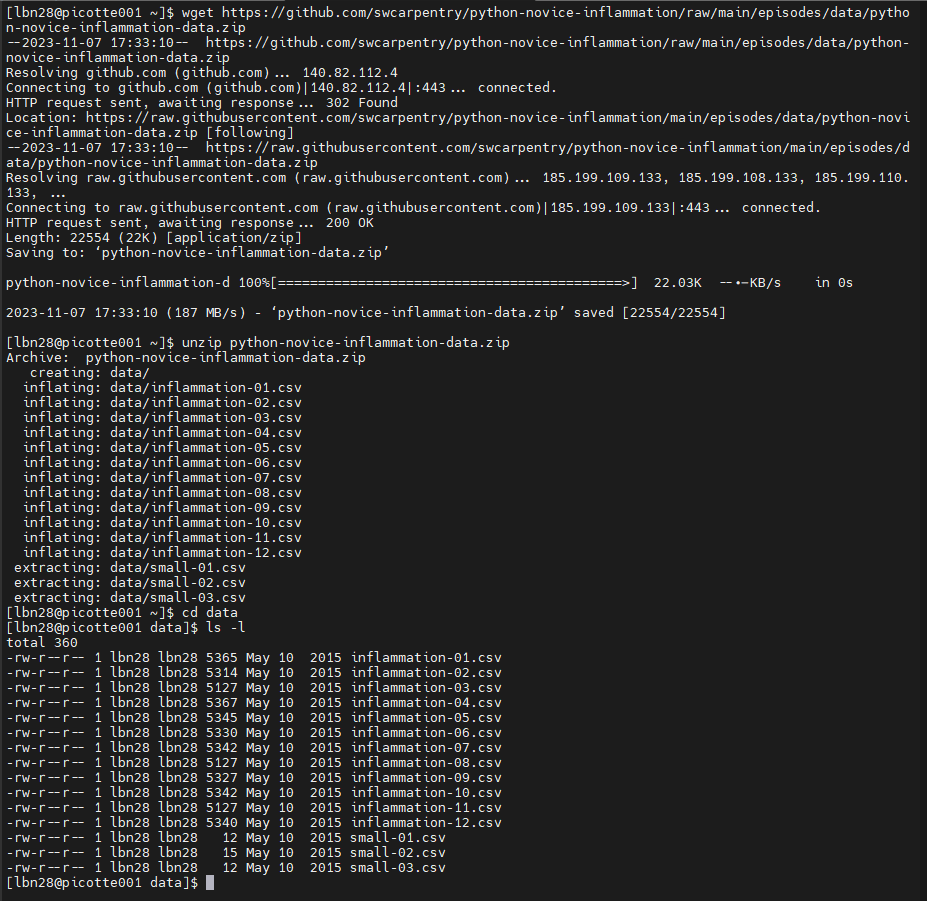 [lbn28@picotte001 ~]$ wget https://github.com/swcarpentry/python-novice-inflammation/raw/main/episodes/data/pytho
n-novice-inflammation-data.zip
--2023-11-07 17:33:10--  https://github.com/swcarpentry/python-novice-inflammation/raw/main/episodes/data/python-
novice-inflammation-data.zip
Resolving github.com (github.com)... 140.82.112.4
Connecting to github.com (github.com)|140.82.112.4|:443... connected.
HTTP request sent, awaiting response... 302 Found
Location: https://raw.githubusercontent.com/swcarpentry/python-novice-inflammation/main/episodes/data/python-novi
ce-inflammation-data.zip [following]
--2023-11-07 17:33:10--  https://raw.githubusercontent.com/swcarpentry/python-novice-inflammation/main/episodes/d
ata/python-novice-inflammation-data.zip
Resolving raw.githubusercontent.com (raw.githubusercontent.com)... 185.199.109.133, 185.199.108.133, 185.199.110.
133, ...
Connecting to raw.githubusercontent.com (raw.githubusercontent.com)|185.199.109.133|:443... connected.
HTTP request sent, awaiting response... 200 OK
Length: 22554 (22K) [application/zip]
Saving to: ‘python-novice-inflammation-data.zip’
python-novice-inflammation-d 100%[===========================================>]  22.03K  --•-KB/s    in 0s
2023-11-07 17:33:10 (187 MB/s) - ‘python-novice-inflammation-data.zip’ saved [22554/22554]
[lbn28@picotte001 ~]$ unzip python-novice-inflammation-data.zip
Archive:  python-novice-inflammation-data.zip
   creating: data/
  inflating: data/inflammation-01.csv
  inflating: data/inflammation-02.csv
  inflating: data/inflammation-03.csv
  inflating: data/inflammation-04.csv
  inflating: data/inflammation-05.csv
  inflating: data/inflammation-06.csv
  inflating: data/inflammation-07.csv
  inflating: data/inflammation-08.csv
  inflating: data/inflammation-09.csv
  inflating: data/inflammation-10.csv
  inflating: data/inflammation-11.csv
  inflating: data/inflammation-12.csv
 extracting: data/small-01.csv
 extracting: data/small-02.csv
 extracting: data/small-03.csv
[lbn28@picotte001 ~]$ cd data
[lbn28@picotte001 data]$ ls -l
total 360
-rw-r--r-- 1 lbn28 lbn28 5365 May 10  2015 inflammation-01.csv
-rw-r--r-- 1 lbn28 lbn28 5314 May 10  2015 inflammation-02.csv
-rw-r--r-- 1 lbn28 lbn28 5127 May 10  2015 inflammation-03.csv
-rw-r--r-- 1 lbn28 lbn28 5367 May 10  2015 inflammation-04.csv
-rw-r--r-- 1 lbn28 lbn28 5345 May 10  2015 inflammation-05.csv
-rw-r--r-- 1 lbn28 lbn28 5330 May 10  2015 inflammation-06.csv
-rw-r--r-- 1 lbn28 lbn28 5342 May 10  2015 inflammation-07.csv
-rw-r--r-- 1 lbn28 lbn28 5127 May 10  2015 inflammation-08.csv
-rw-r--r-- 1 lbn28 lbn28 5327 May 10  2015 inflammation-09.csv
-rw-r--r-- 1 lbn28 lbn28 5342 May 10  2015 inflammation-10.csv
-rw-r--r-- 1 lbn28 lbn28 5127 May 10  2015 inflammation-11.csv
-rw-r--r-- 1 lbn28 lbn28 5340 May 10  2015 inflammation-12.csv
-rw-r--r-- 1 lbn28 lbn28   12 May 10  2015 small-01.csv
-rw-r--r-- 1 lbn28 lbn28   15 May 10  2015 small-02.csv
-rw-r--r-- 1 lbn28 lbn28   12 May 10  2015 small-03.csv
[lbn28@picotte001 data]$